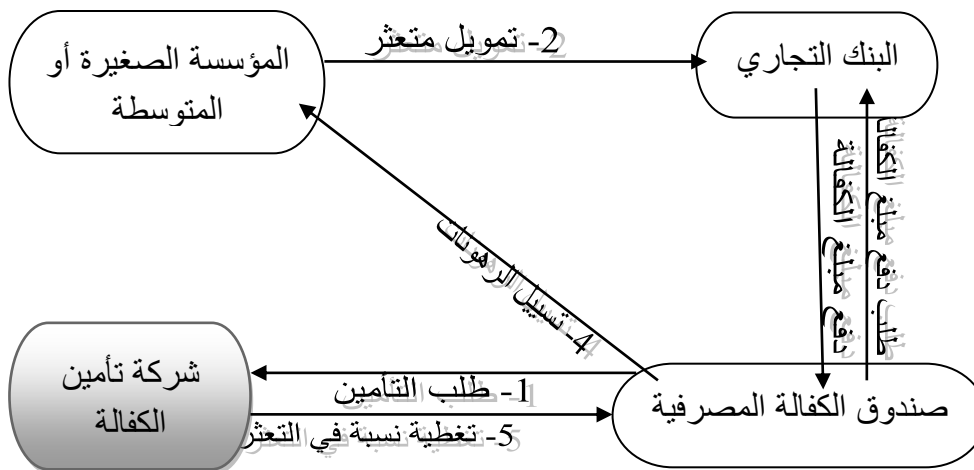 المؤسسة الصغيرة أو
المتوسطة
2- تمويل متعثر
البنك التجاري
دفع مبلغ الكفالة
طلب دفع مبلغ الكفالة
4- تسييل الرهونات
شركة تأمين
الكفالة
1- طلب التأمين
5- تغطية نسبة في التعثر
صندوق الكفالة المصرفية